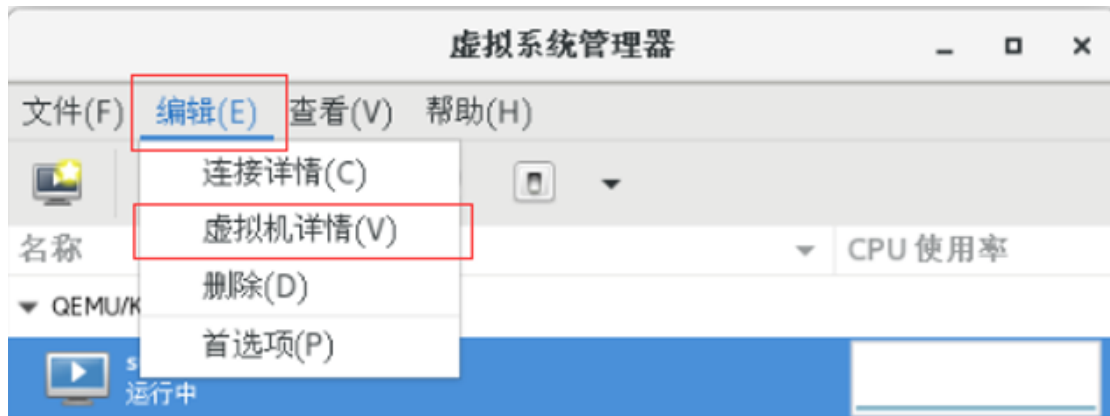 虚拟系统管理器
文件(F) 编辑(E) 查看(V) 帮助(H)
连接详情(C)
虚拟机详情(V)
名称 CPU 使用率
删除(D)
QEMU/K
首选项(P)
s
运行中